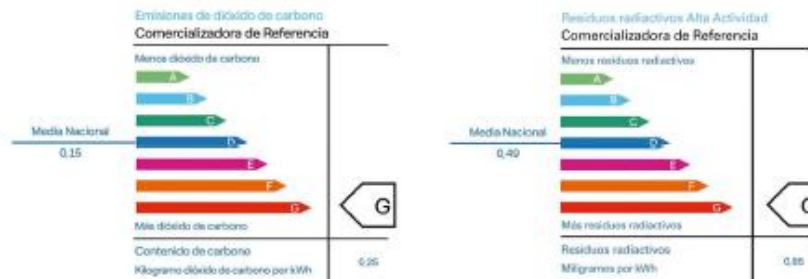 Emisiones de dióxido de carbono
Comercializadora de Referencia
Menos dióxido de carbono
A
B
C
Media Nacional
D
0,15
E
F
G
G
Más dióxido de carbono
Contenido de carbono
Kilogramo dióxido de carbono por kWh
0,25
Residuos radiactivos Alta Actividad
Comercializadora de Referencia
Menos residuos radiactivos
A
B
C
Media Nacional
D
0,49
E
F
G
Más residuos radiactivos
Residuos radiactivos
Miligramos por kWh